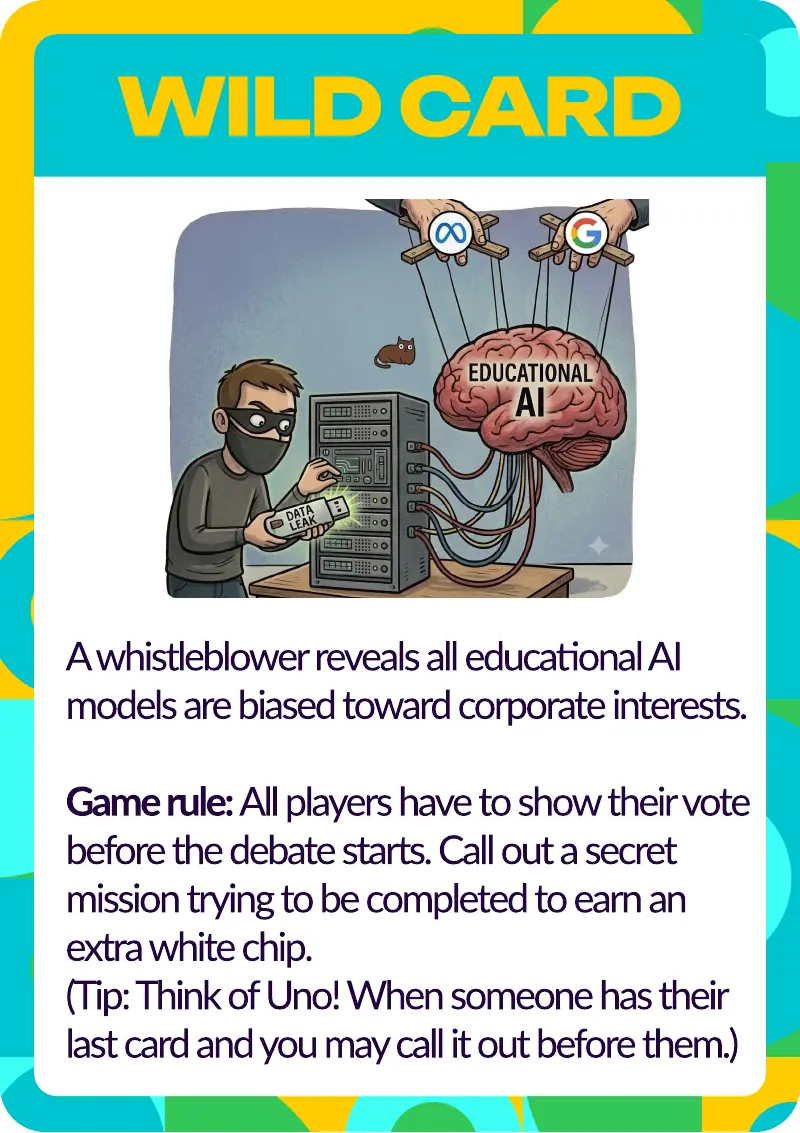 WILD CARD
EDUCATIONAL
AI
DATA
LEAK
A whistleblower reveals all educational AI
models are biased toward corporate interests.
Game rule: All players have to show their vote
before the debate starts. Call out a secret
mission trying to be completed to earn an
extra white chip.
(Tip: Think of Uno! When someone has their
last card and you may call it out before them.)